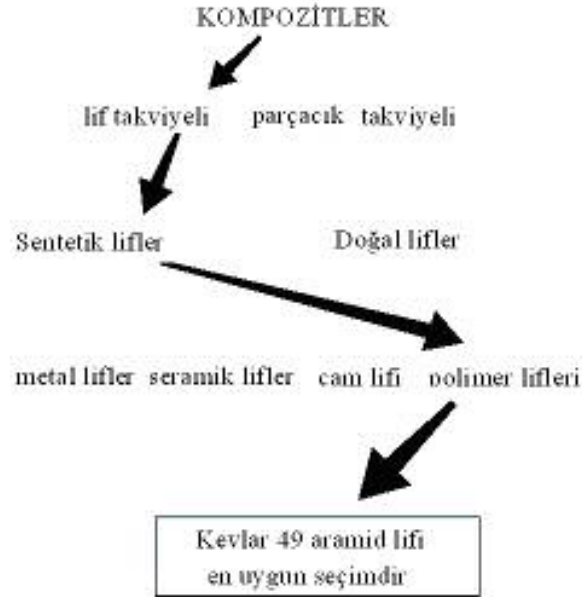 KOMPOZİTLER
lif takviyeli parçacık takviyeli
Sentetik lifler Doğal lifler
metal lifler seramik lifler cam lifi polimer lifleri
Kevlar 49 aramid lifi
en uygun seçimdir